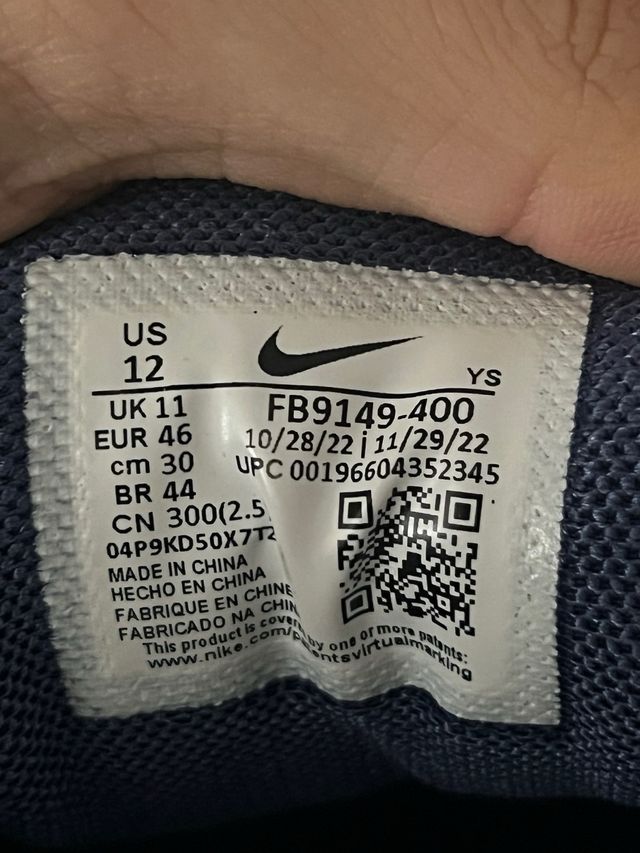 US
12
YS
UK 11
EUR 46
cm 30
BR 44
CN 300(2.5
FB9149-400
10/28/22 | 11/29/22
UPC 00196604352345
04P9KD50X7T2
MADE IN CHINA
HECHO EN CHINA
FABRIQUE EN CHINE
FABRICADO NA CHIN
This product is covered by one or more patents:
www.nike.com/patentsvirtualmarking